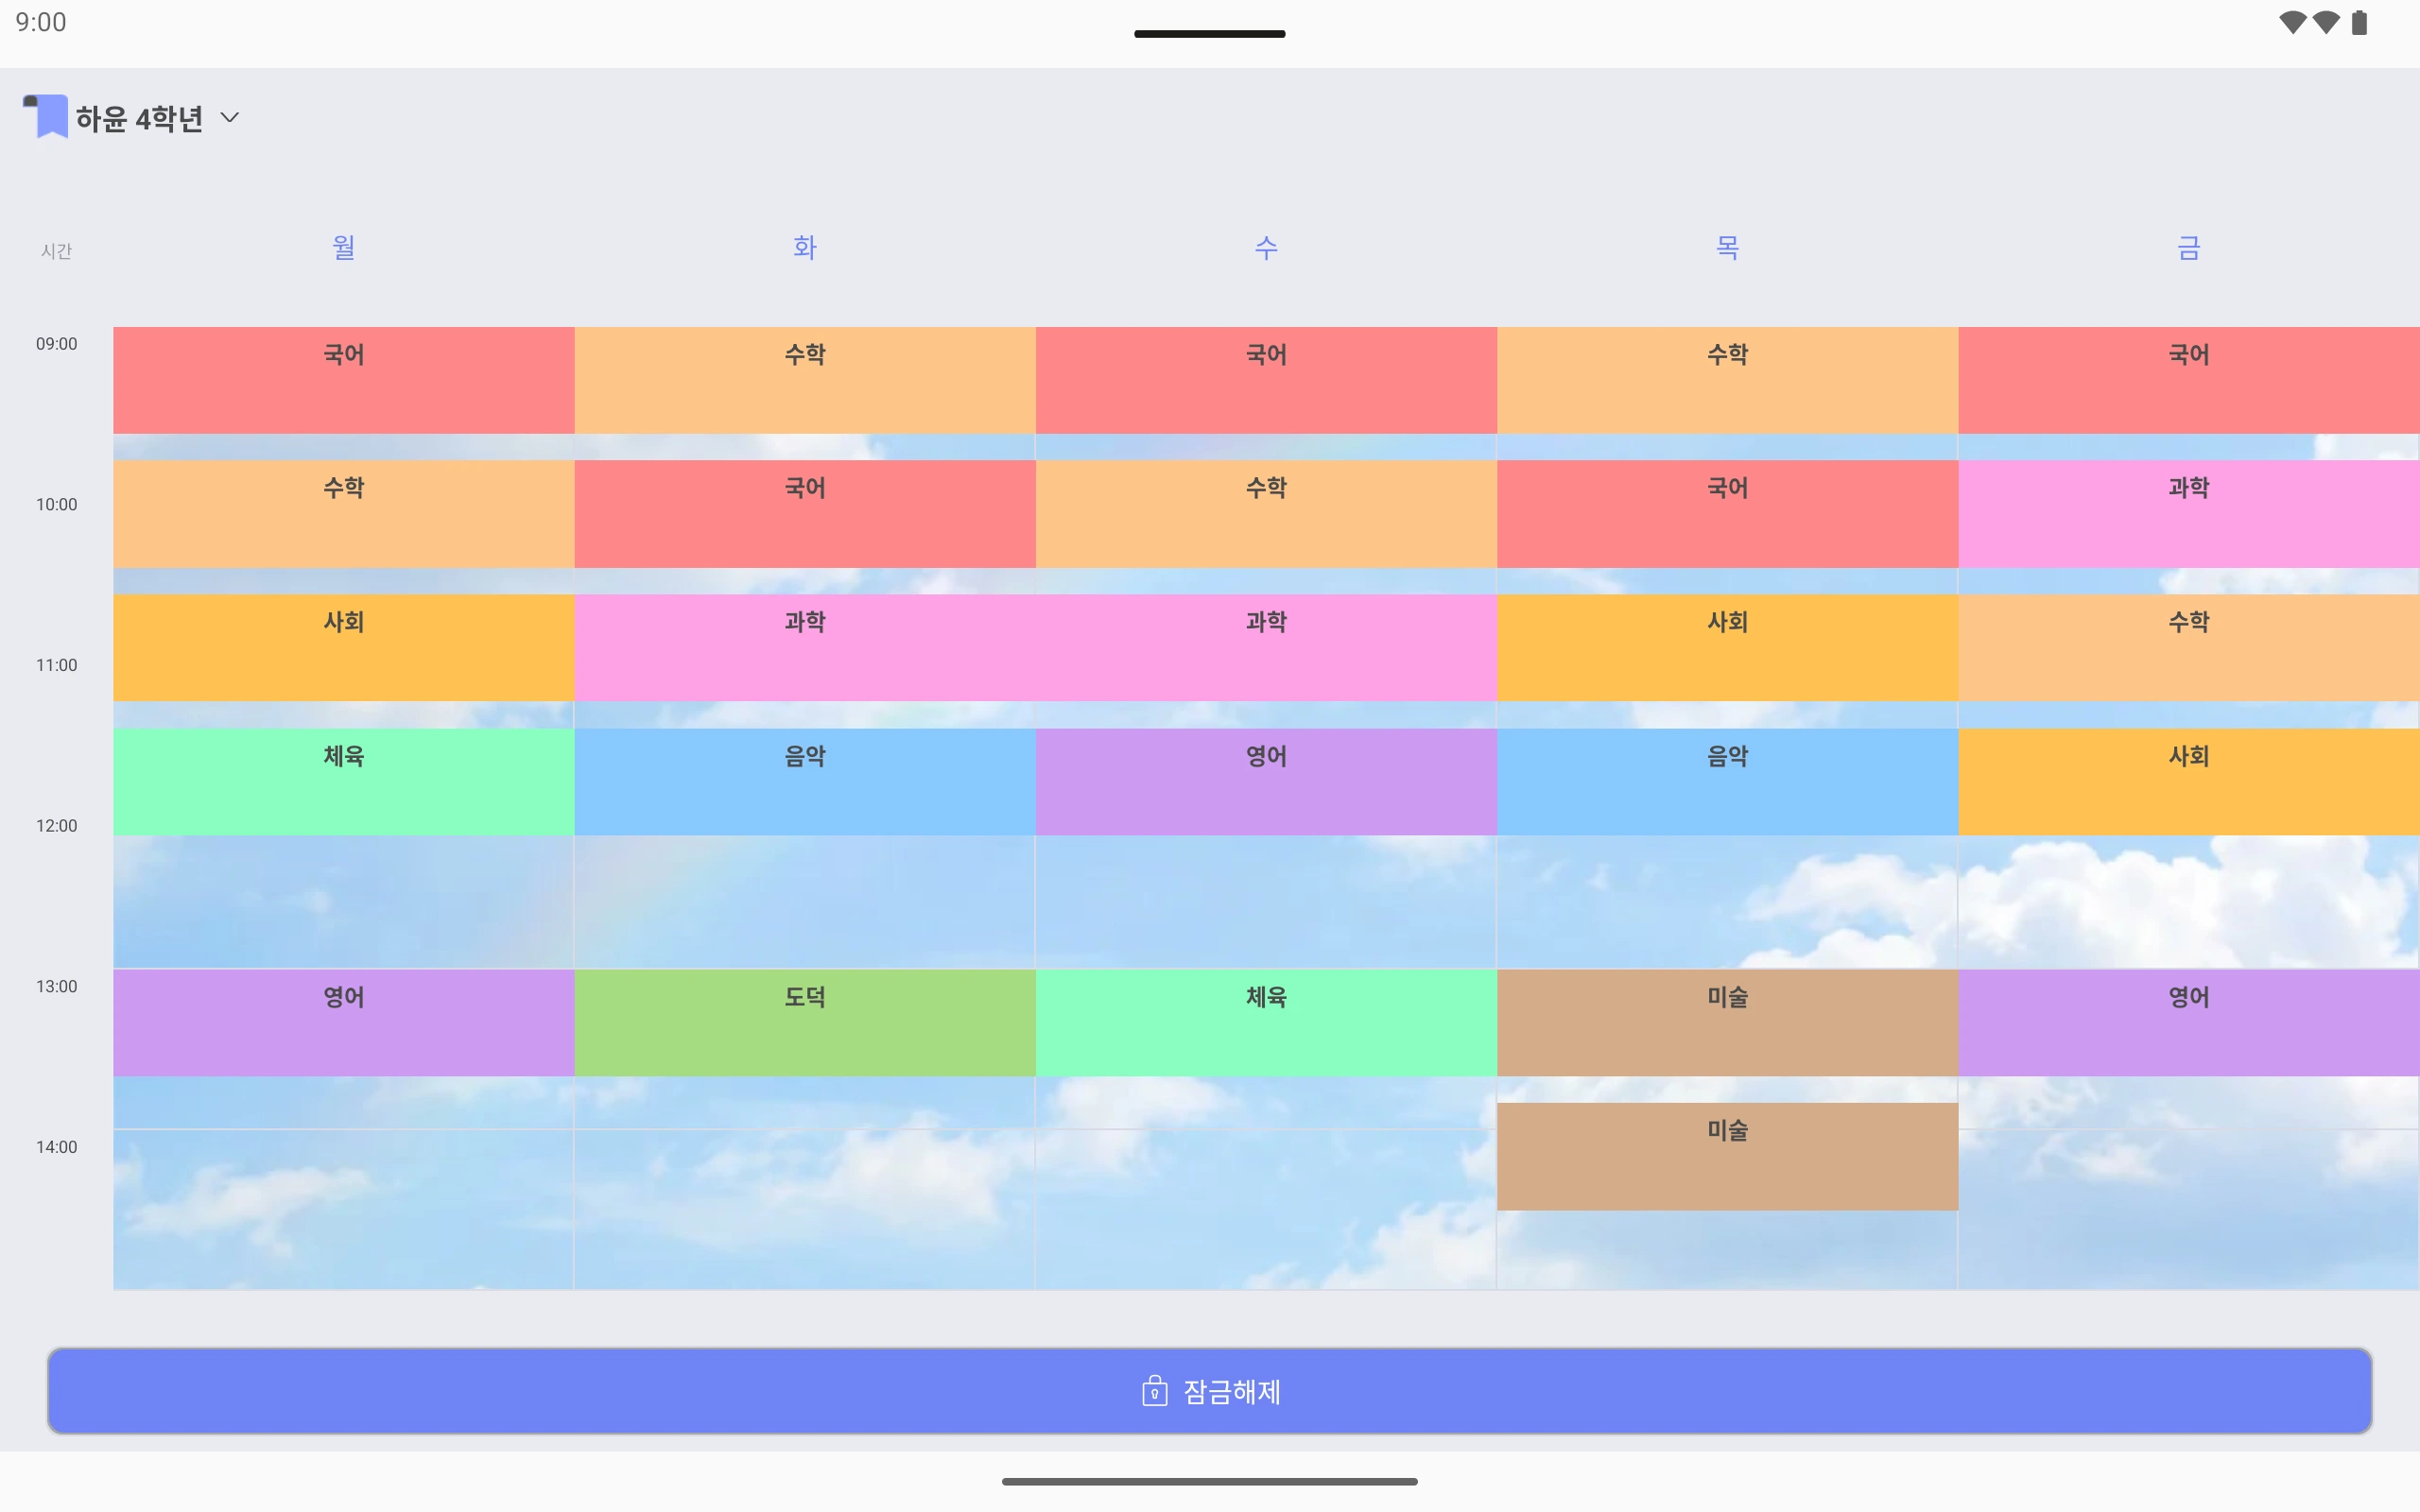 9:00
하윤 4학년
시간 월 화 수 목 금
09:00 국어 수학 국어 수학 국어
10:00 수학 국어 수학 국어 과학
사회 과학 과학 사회 수학
11:00
체육 음악 영어 음악 사회
12:00
13:00 영어 도덕 체육 미술 영어
14:00 미술
잠금해제